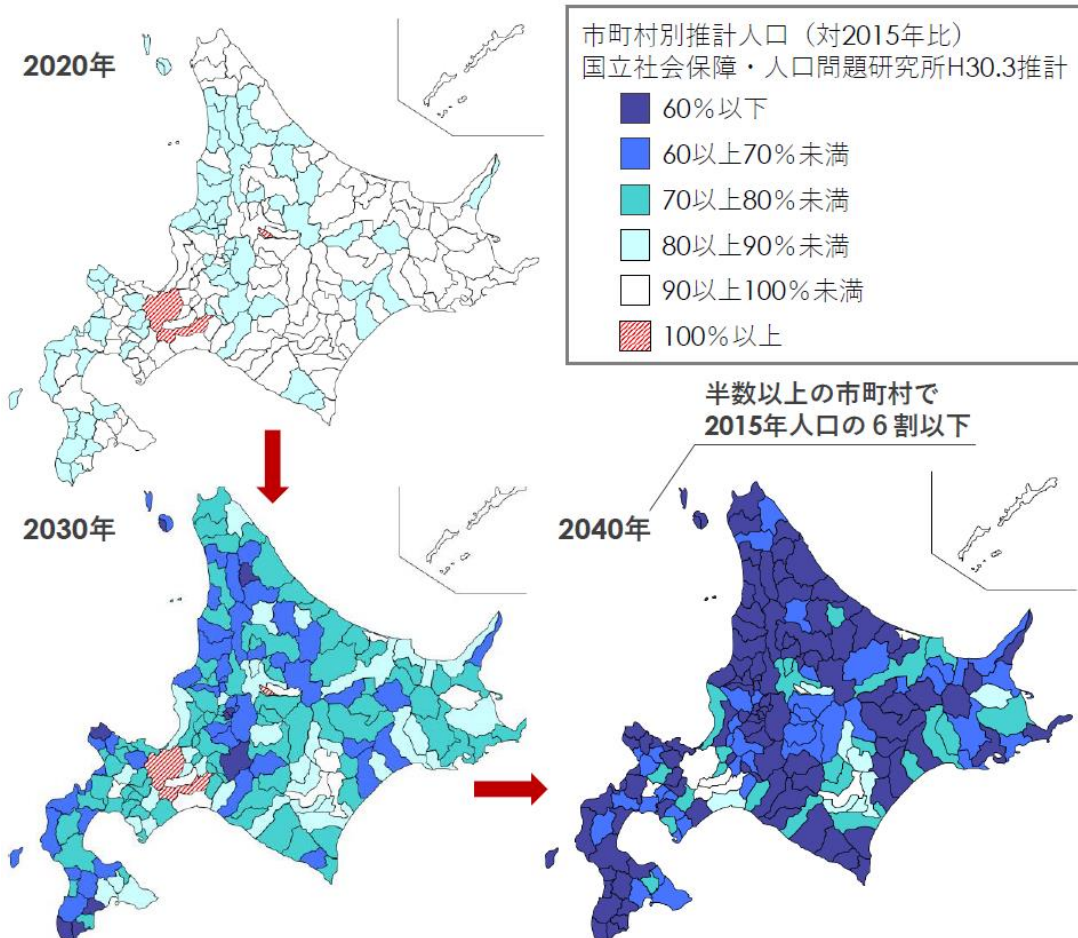 市町村別推計人口（対2015年比）
国立社会保障・人口問題研究所H30.3推計
60％以下
60以上70％未満
70以上80％未満
80以上90％未満
90以上100％未満
100％以上
2020年
半数以上の市町村で
2015年人口の６割以下
2030年
2040年